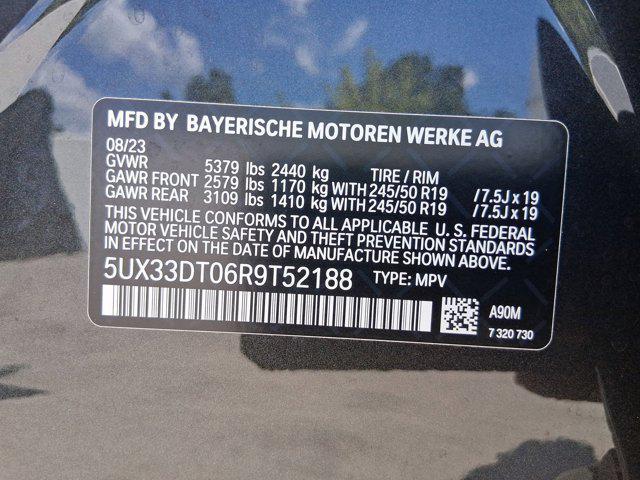 MFD BY BAYERISCHE MOTOREN WERKE AG
08/23
GVWR 5379 lbs 2440 kg TIRE / RIM
GAWR FRONT 2579 lbs 1170 kg WITH 245/50 R19 /7.5J x 19
GAWR REAR 3109 lbs 1410 kg WITH 245/50 R19 /7.5J x 19
THIS VEHICLE CONFORMS TO ALL APPLICABLE U. S. FEDERAL
MOTOR VEHICLE SAFETY AND THEFT PREVENTION STANDARDS
IN EFFECT ON THE DATE OF MANUFACTURE SHOWN ABOVE.
5UX33DT06R9T52188 TYPE: MPV
A90M
7 320 730